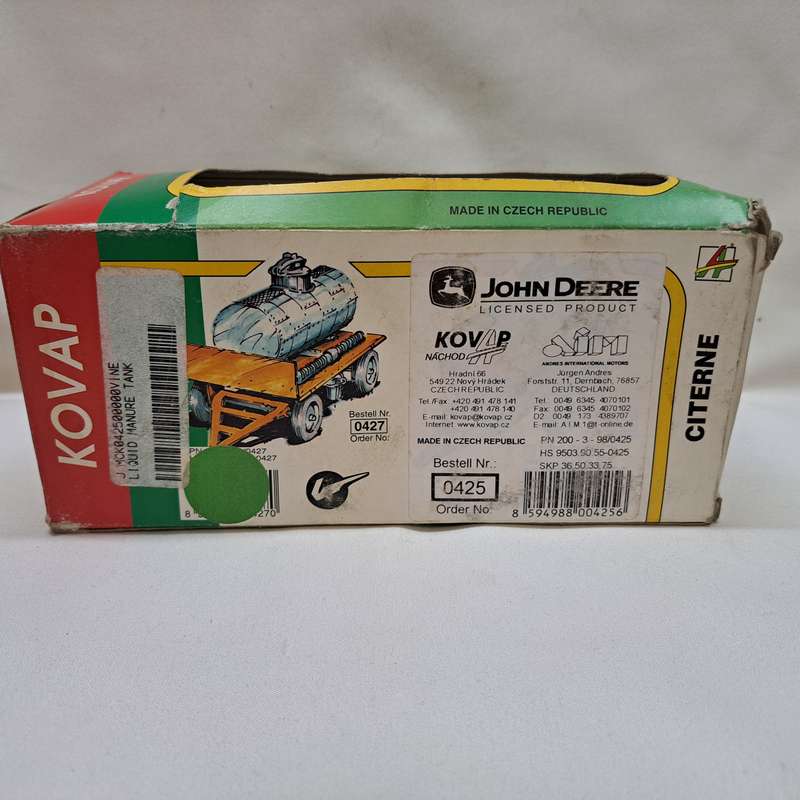 MADE IN CZECH REPUBLIC
KOVAP
LIQUID MANURE TANK
Bestell Nr.
0427
Order No:
JOHN DEERE
LICENSED PRODUCT
KOVAP
NÁCHOD
Hradní 66
549 22 Nový Hrádek
CZECH REPUBLIC
Tel./Fax +420 491 478 141
+420 491 478 140
E-mail: kovap@kovap.cz
Internet: www.kovap.cz
MADE IN CZECH REPUBLIC
Bestell Nr.:
0425
Order No:
AIM
ANDRES INTERNATIONAL MOTORS
Jürgen Andres
Forststr. 11, Dernbach, 76857
DEUTSCHLAND
Tel. 0049 6345 4070101
Fax. 0049 6345 4070102
D2 0049 173 4389707
E-mail: A.I.M.1@t-online.de
PN 200 - 3 - 98/0425
HS 9503.90 55-0425
SKP 36.50.33.75
8 594988 004256
CITERNE